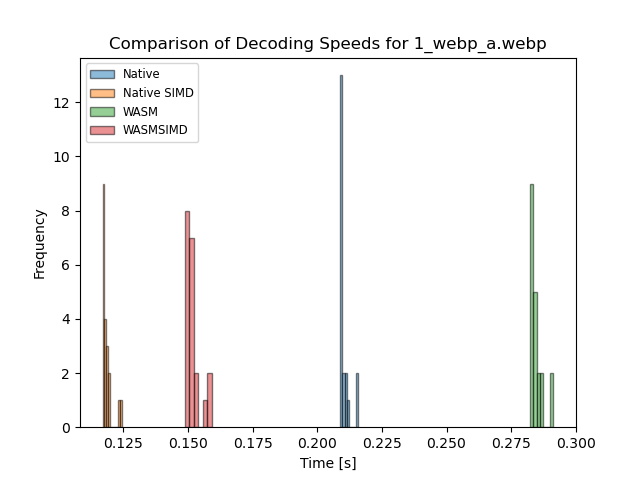 Comparison of Decoding Speeds for 1_webp_a.webp
Native
Native SIMD
WASM
WASMSIMD
12
10
8
6
4
2
0
Frequency
0.125 0.150 0.175 0.200 0.225 0.250 0.275 0.300
Time [s]